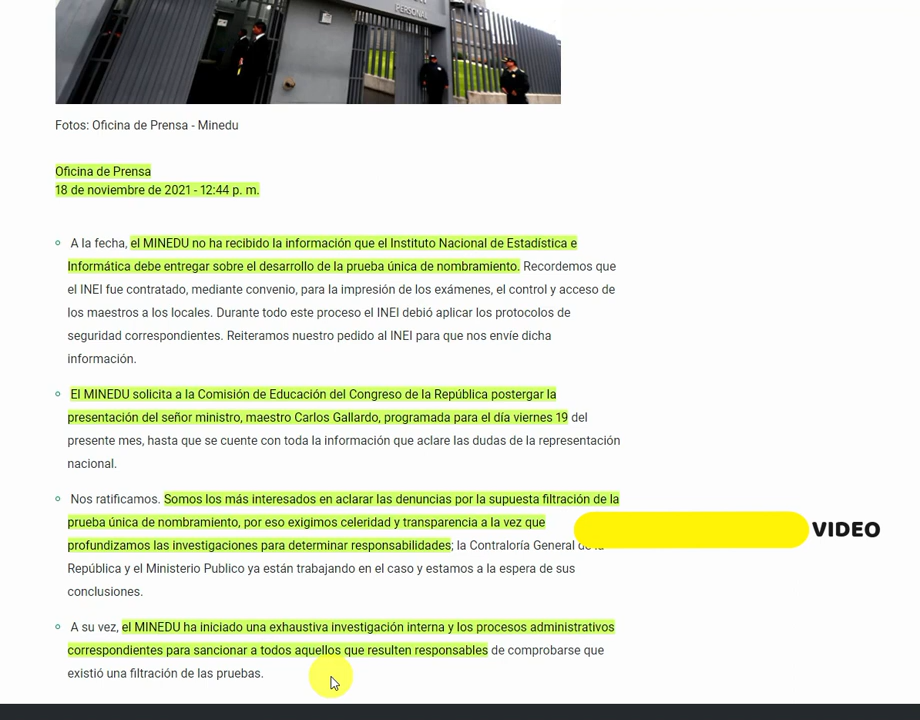 PERSONAL
Fotos: Oficina de Prensa - Minedu
Oficina de Prensa
18 de noviembre de 2021 - 12:44 p. m.
A la fecha, el MINEDU no ha recibido la información que el Instituto Nacional de Estadística e
Informática debe entregar sobre el desarrollo de la prueba única de nombramiento. Recordemos que
el INEI fue contratado, mediante convenio, para la impresión de los exámenes, el control y acceso de
los maestros a los locales. Durante todo este proceso el INEI debió aplicar los protocolos de
seguridad correspondientes. Reiteramos nuestro pedido al INEI para que nos envíe dicha
información.
El MINEDU solicita a la Comisión de Educación del Congreso de la República postergar la
presentación del señor ministro, maestro Carlos Gallardo, programada para el día viernes 19 del
presente mes, hasta que se cuente con toda la información que aclare las dudas de la representación
nacional.
Nos ratificamos. Somos los más interesados en aclarar las denuncias por la supuesta filtración de la
prueba única de nombramiento, por eso exigimos celeridad y transparencia a la vez que
VIDEO
profundizamos las investigaciones para determinar responsabilidades; la Contraloría General de la
República y el Ministerio Publico ya están trabajando en el caso y estamos a la espera de sus
conclusiones.
A su vez, el MINEDU ha iniciado una exhaustiva investigación interna y los procesos administrativos
correspondientes para sancionar a todos aquellos que resulten responsables de comprobarse que
existió una filtración de las pruebas.